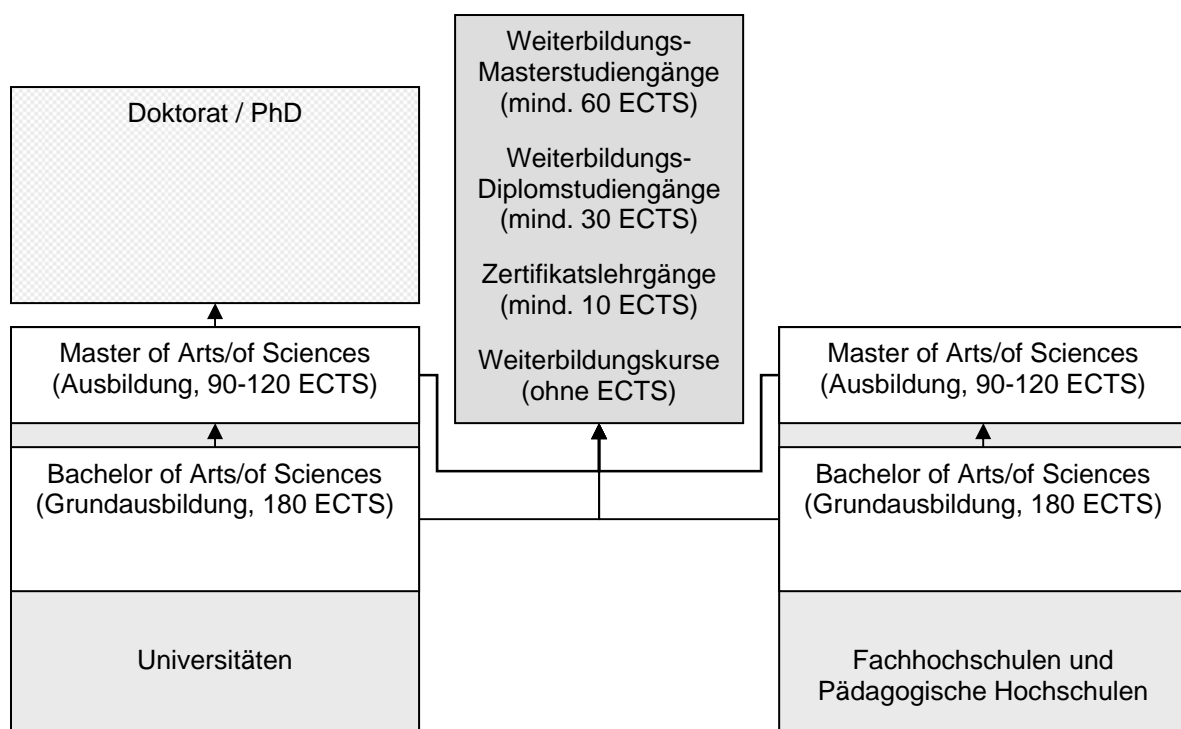 Weiterbildungs-
Masterstudiengänge
(mind. 60 ECTS)
Weiterbildungs-
Diplomstudiengänge
(mind. 30 ECTS)
Zertifikatslehrgänge
(mind. 10 ECTS)
Weiterbildungskurse
(ohne ECTS)
Doktorat / PhD
Master of Arts/of Sciences
(Ausbildung, 90-120 ECTS)
Bachelor of Arts/of Sciences
(Grundausbildung, 180 ECTS)
Universitäten
Master of Arts/of Sciences
(Ausbildung, 90-120 ECTS)
Bachelor of Arts/of Sciences
(Grundausbildung, 180 ECTS)
Fachhochschulen und
Pädagogische Hochschulen